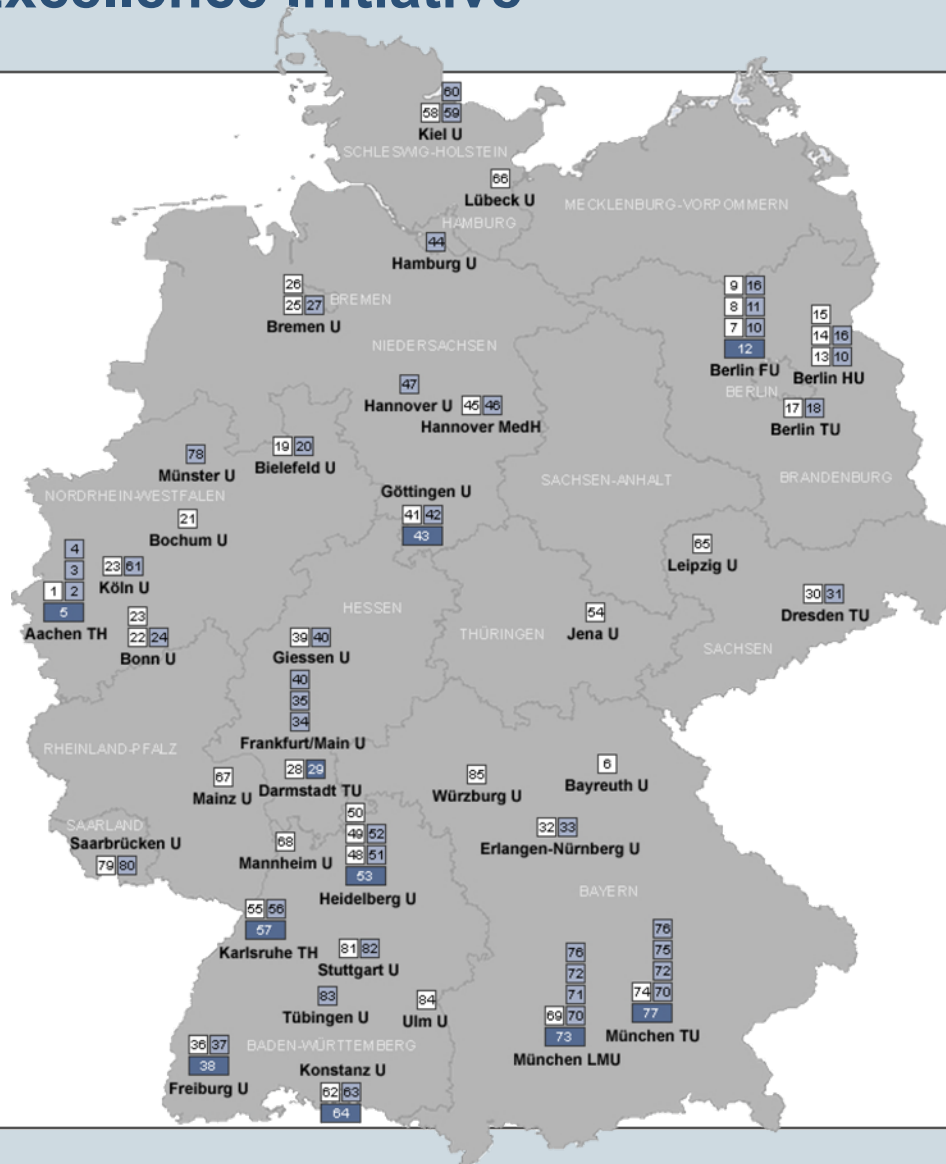 60
58 59
Kiel U
SCHLESWIG-HOLSTEIN
66
Lübeck U
MECKLENBURG-VORPOMMERN
HAMBURG
44
Hamburg U
26
25 27
BREMEN
Bremen U
9 16
8 11
7 10
12
Berlin FU
15
14 16
13 10
Berlin HU
BERLIN
17 18
Berlin TU
NIEDERSACHSEN
47
Hannover U
45 46
Hannover MedH
78
Münster U
19 20
Bielefeld U
NORDRHEIN-WESTFALEN
21
Bochum U
Göttingen U
41 42
43
SACHSEN-ANHALT
BRANDENBURG
4
3
1 2
5
Aachen TH
23 61
Köln U
23
22 24
Bonn U
65
Leipzig U
30 31
Dresden TU
HESSEN
39 40
Giessen U
THÜRINGEN
54
Jena U
SACHSEN
40
35
34
Frankfurt/Main U
RHEINLAND-PFALZ
67
Mainz U
28 29
Darmstadt TU
85
Würzburg U
6
Bayreuth U
SAARLAND
Saarbrücken U
79 80
68
Mannheim U
50
49 52
48 51
53
Heidelberg U
32 33
Erlangen-Nürnberg U
BAYERN
55 56
57
Karlsruhe TH
81 82
Stuttgart U
83
Tübingen U
84
Ulm U
76
72
71
69 70
73
München LMU
76
75
72
74 70
77
München TU
36 37
38
Freiburg U
BADEN-WÜRTTEMBERG
Konstanz U
62 63
64